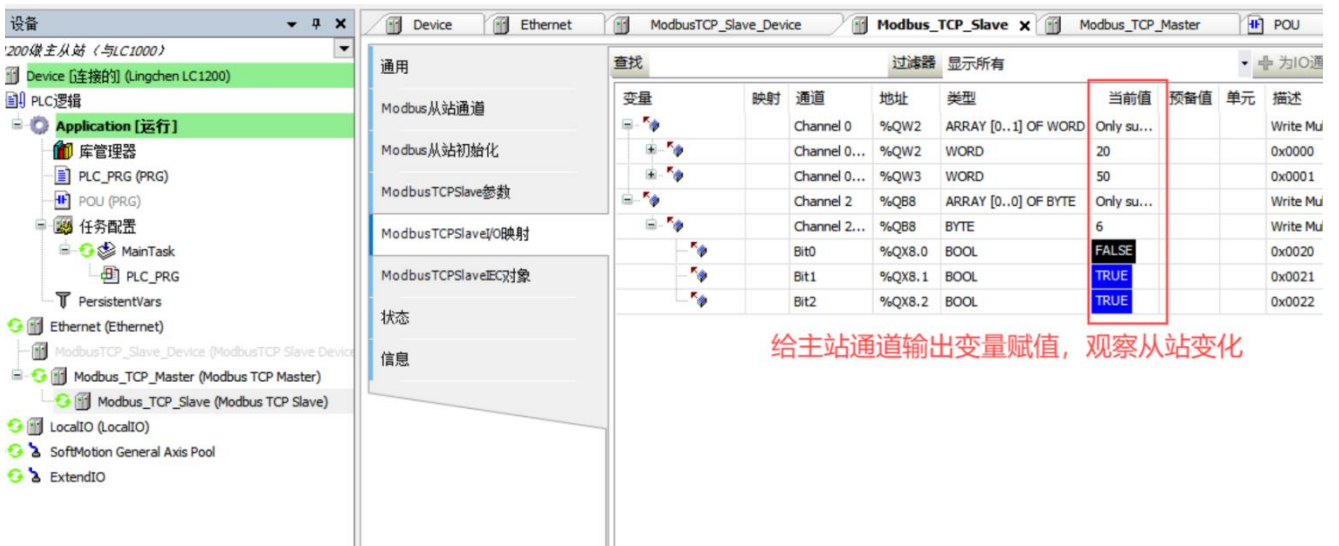 设备
Device
Ethernet
ModbusTCP_Slave_Device
Modbus_TCP_Slave
Modbus_TCP_Master
POU
200做主从站（与LC1000）
Device [连接的] (Lingchen LC1200)
PLC逻辑
Application [运行]
库管理器
PLC_PRG (PRG)
POU (PRG)
任务配置
MainTask
PLC_PRG
PersistentVars
Ethernet (Ethernet)
ModbusTCP_Slave_Device (ModbusTCP Slave Device
Modbus_TCP_Master (Modbus TCP Master)
Modbus_TCP_Slave (Modbus TCP Slave)
LocalIO (LocalIO)
SoftMotion General Axis Pool
ExtendIO
通用
Modbus从站通道
Modbus从站初始化
ModbusTCPSlave参数
ModbusTCPSlaveI/O映射
ModbusTCPSlaveIEC对象
状态
信息
查找 过滤器 显示所有 为IO通
变量 映射 通道 地址 类型 当前值 预备值 单元 描述
Channel 0 %QW2 ARRAY [0..1] OF WORD Only su... Write Mul
Channel 0... %QW2 WORD 20 0x0000
Channel 0... %QW3 WORD 50 0x0001
Channel 2 %QB8 ARRAY [0..0] OF BYTE Only su... Write Mul
Channel 2... %QB8 BYTE 6 Write Mul
Bit0 %QX8.0 BOOL FALSE 0x0020
Bit1 %QX8.1 BOOL TRUE 0x0021
Bit2 %QX8.2 BOOL TRUE 0x0022
给主站通道输出变量赋值，观察从站变化